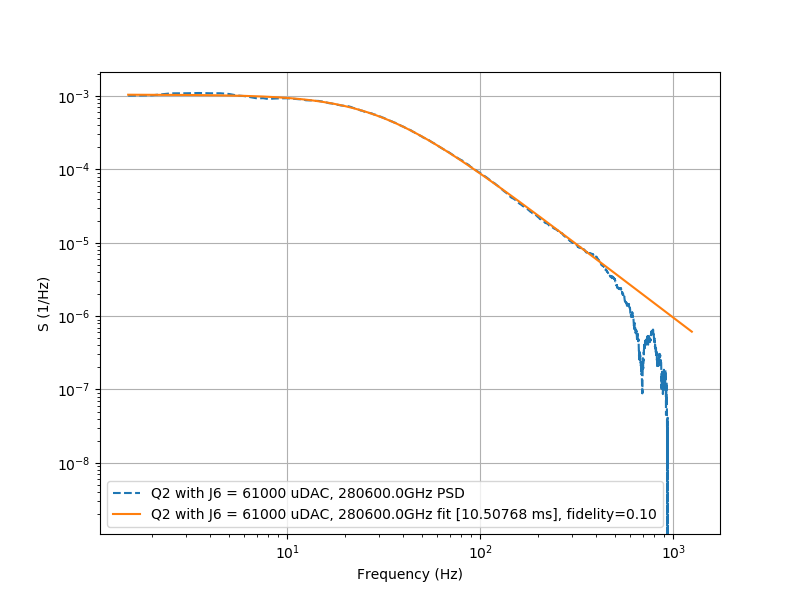 10⁻³
10⁻⁴
10⁻⁵
10⁻⁶
10⁻⁷
10⁻⁸
S (1/Hz)
Q2 with J6 = 61000 uDAC, 280600.0GHz PSD
Q2 with J6 = 61000 uDAC, 280600.0GHz fit [10.50768 ms], fidelity=0.10
10¹ 10² 10³
Frequency (Hz)